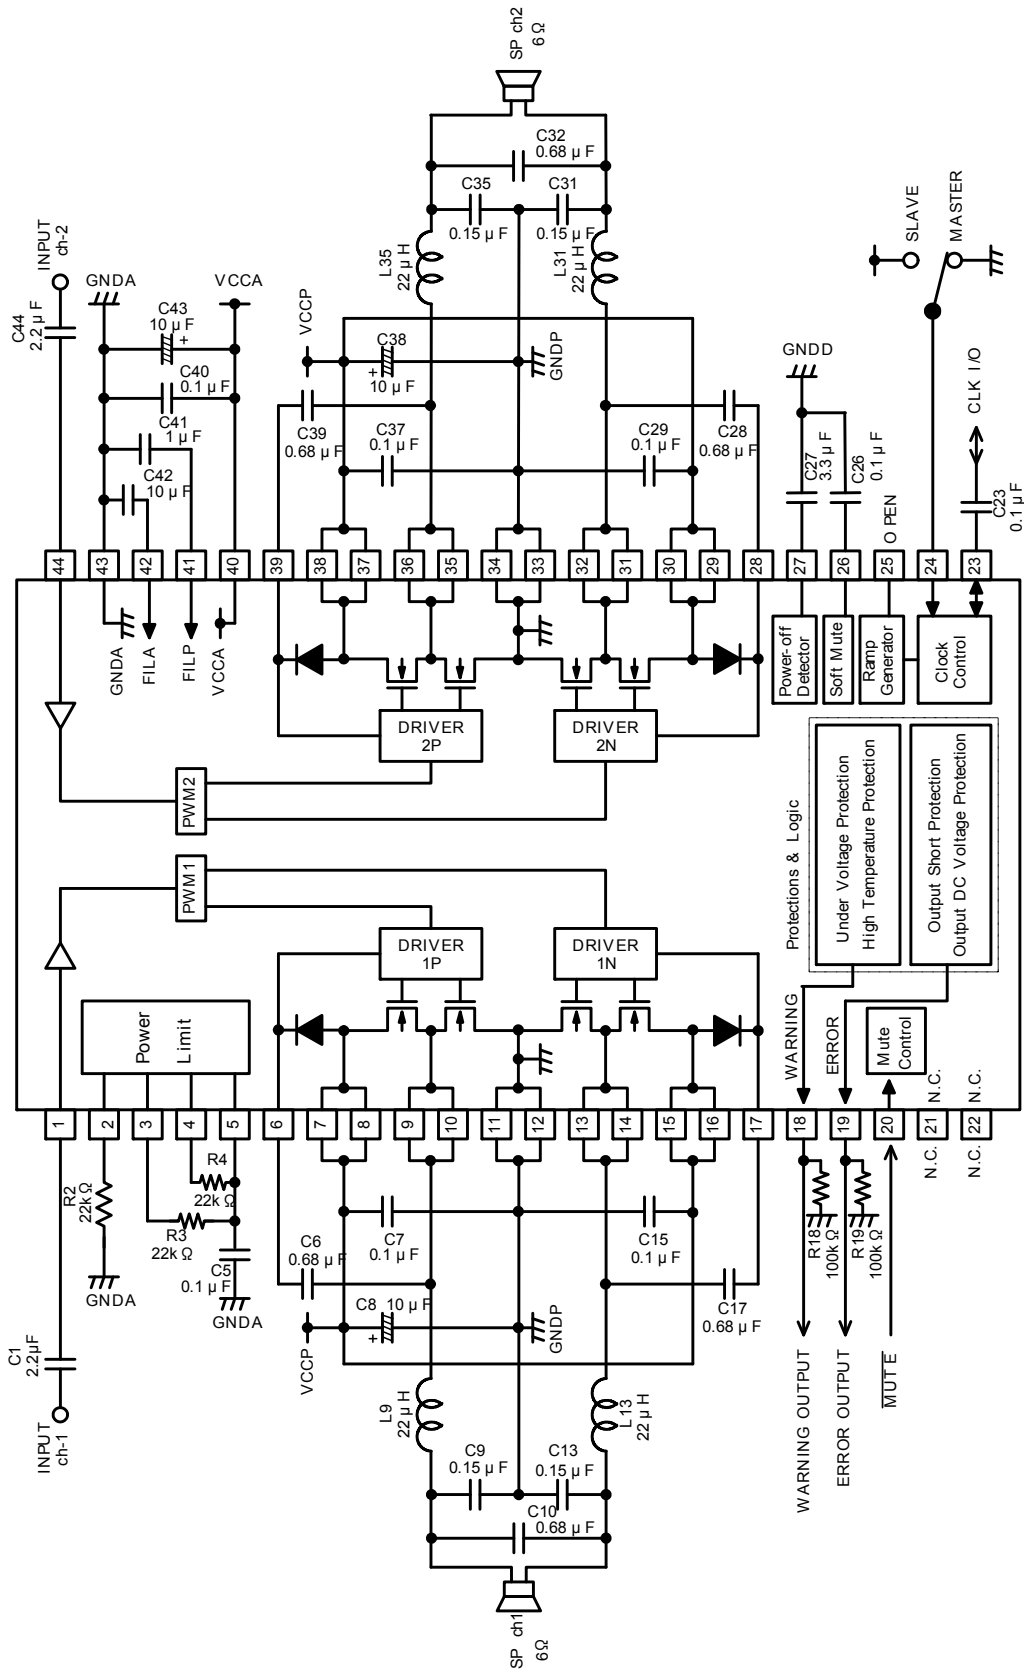 SP ch2
6 Ω
C32
0.68 µ F
C35
C31
0.15 µ F
0.15 µ F
L35
22 µ H
L31
22 µ H
SLAVE
MASTER
INPUT
ch-2
C44
2.2 µ F
GNDA
VCCA
C43
10 µ F
+
C40
0.1 µ F
C41
1 µ F
C42
10 µ F
VCCP
C38
+
10 µ F
GNDP
C39
0.68 µ F
C37
0.1 µ F
C29
0.1 µ F
C28
0.68 µ F
GNDD
C27
3.3 µ F
C26
0.1 µ F
OPEN
CLK I/O
C23
0.1 µ F
44
43
42
41
40
39
38
37
36
35
34
33
32
31
30
29
28
27
26
25
24
23
GNDA
FILA
FILP
VCCA
Power-off
Detector
Soft Mute
Ramp
Generator
Clock
Control
DRIVER
2P
DRIVER
2N
PWM2
PWM1
Protections & Logic
Under Voltage Protection
High Temperature Protection
Output Short Protection
Output DC Voltage Protection
DRIVER
1P
DRIVER
1N
Power
Limit
WARNING
ERROR
Mute
Control
N.C.
N.C.
1
2
3
4
5
6
7
8
9
10
11
12
13
14
15
16
17
18
19
20
21
22
N.C.
N.C.
R2
22k Ω
R4
22k Ω
R3
22k Ω
C5
0.1 µ F
GNDA
GNDA
C1
2.2µF
INPUT
ch-1
C6
0.68 µ F
C7
0.1 µ F
C15
0.1 µ F
C17
0.68 µ F
VCCP
C8
10 µ F
+
GNDP
R18
100k Ω
R19
100k Ω
WARNING OUTPUT
ERROR OUTPUT
MUTE
L9
22 µ H
L13
22 µ H
C9
0.15 µ F
C13
0.15 µ F
C10
0.68 µ F
SP ch1
6Ω